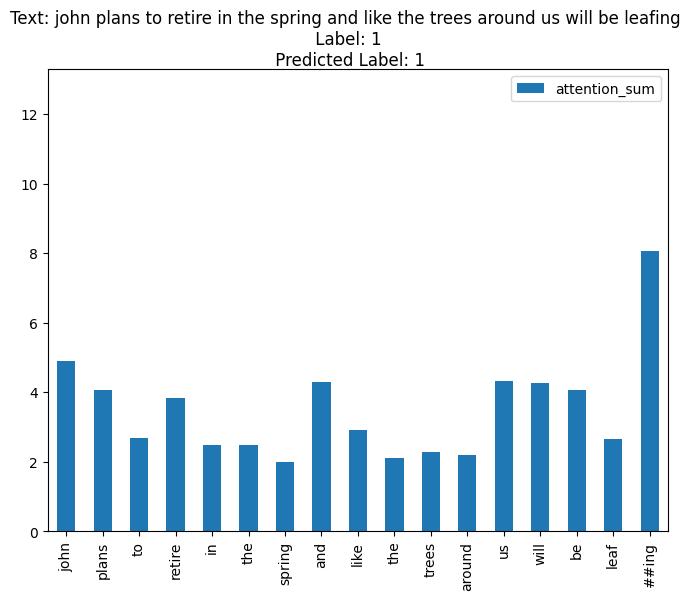 Text: john plans to retire in the spring and like the trees around us will be leafing
Label: 1
Predicted Label: 1
attention_sum
12
10
8
6
4
2
0
john
plans
to
retire
in
the
spring
and
like
the
trees
around
us
will
be
leaf
##ing